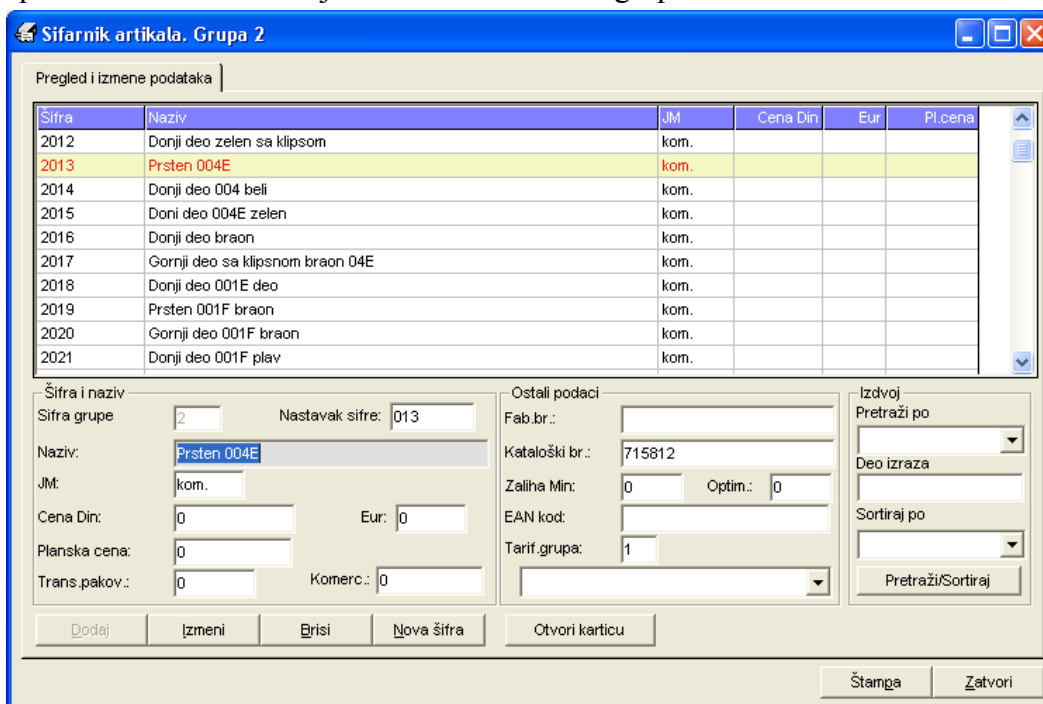 Sifarnik artikala. Grupa 2
Pregled i izmene podataka
Šifra Naziv JM Cena Din Eur Pl.cena
2012 Donji deo zelen sa klipsom kom.
2013 Prsten 004E kom.
2014 Donji deo 004 beli kom.
2015 Doni deo 004E zelen kom.
2016 Donji deo braon kom.
2017 Gornji deo sa klipsnom braon 04E kom.
2018 Donji deo 001E deo kom.
2019 Prsten 001F braon kom.
2020 Gornji deo 001F braon kom.
2021 Donji deo 001F plav kom.
Šifra i naziv
Sifra grupe 2 Nastavak sifre: 013
Naziv: Prsten 004E
JM: kom.
Cena Din: 0 Eur: 0
Planska cena: 0
Trans.pakov.: 0 Komerc.: 0
Ostali podaci
Fab.br.:
Kataloški br.: 715812
Zaliha Min: 0 Optim.: 0
EAN kod:
Tarif.grupa: 1
Izdvoj
Pretraži po
Deo izraza
Sortiraj po
Pretraži/Sortiraj
Dodaj Izmeni Brisi Nova šifra Otvori karticu
Štampa Zatvori